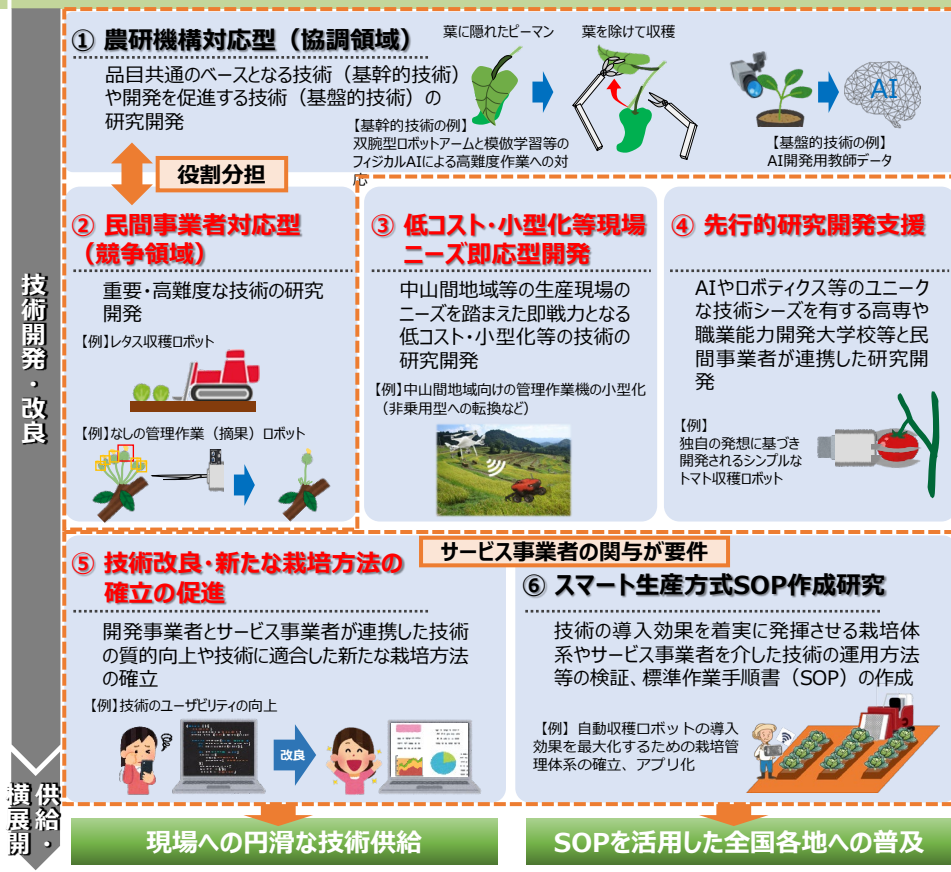 ① 農研機構対応型（協調領域）
品目共通のベースとなる技術（基幹的技術）
や開発を促進する技術（基盤的技術）の
研究開発
葉に隠れたピーマン
葉を除けて収穫
【基幹的技術の例】
双腕型ロボットアームと模倣学習等の
フィジカルAIによる高難度作業への対
応
AI
【基盤的技術の例】
AI開発用教師データ
役割分担
② 民間事業者対応型
（競争領域）
重要・高難度な技術の研究
開発
【例】レタス収穫ロボット
【例】なしの管理作業（摘果）ロボット
③ 低コスト・小型化等現場
ニーズ即応型開発
中山間地域等の生産現場の
ニーズを踏まえた即戦力となる
低コスト・小型化等の技術の
研究開発
【例】中山間地域向けの管理作業機の小型化
（非乗用型への転換など）
④ 先行的研究開発支援
AIやロボティクス等のユニーク
な技術シーズを有する高専や
職業能力開発大学校等と民
間事業者が連携した研究開
発
【例】
独自の発想に基づき
開発されるシンプルな
トマト収穫ロボット
技術開発・改良
サービス事業者の関与が要件
⑤ 技術改良・新たな栽培方法の
確立の促進
開発事業者とサービス事業者が連携した技術
の質的向上や技術に適合した新たな栽培方法
の確立
【例】技術のユーザビリティの向上
改良
⑥ スマート生産方式SOP作成研究
技術の導入効果を着実に発揮させる栽培体
系やサービス事業者を介した技術の運用方法
等の検証、標準作業手順書（SOP）の作成
【例】自動収穫ロボットの導入
効果を最大化するための栽培管
理体系の確立、アプリ化
供給・
横展開
現場への円滑な技術供給
SOPを活用した全国各地への普及